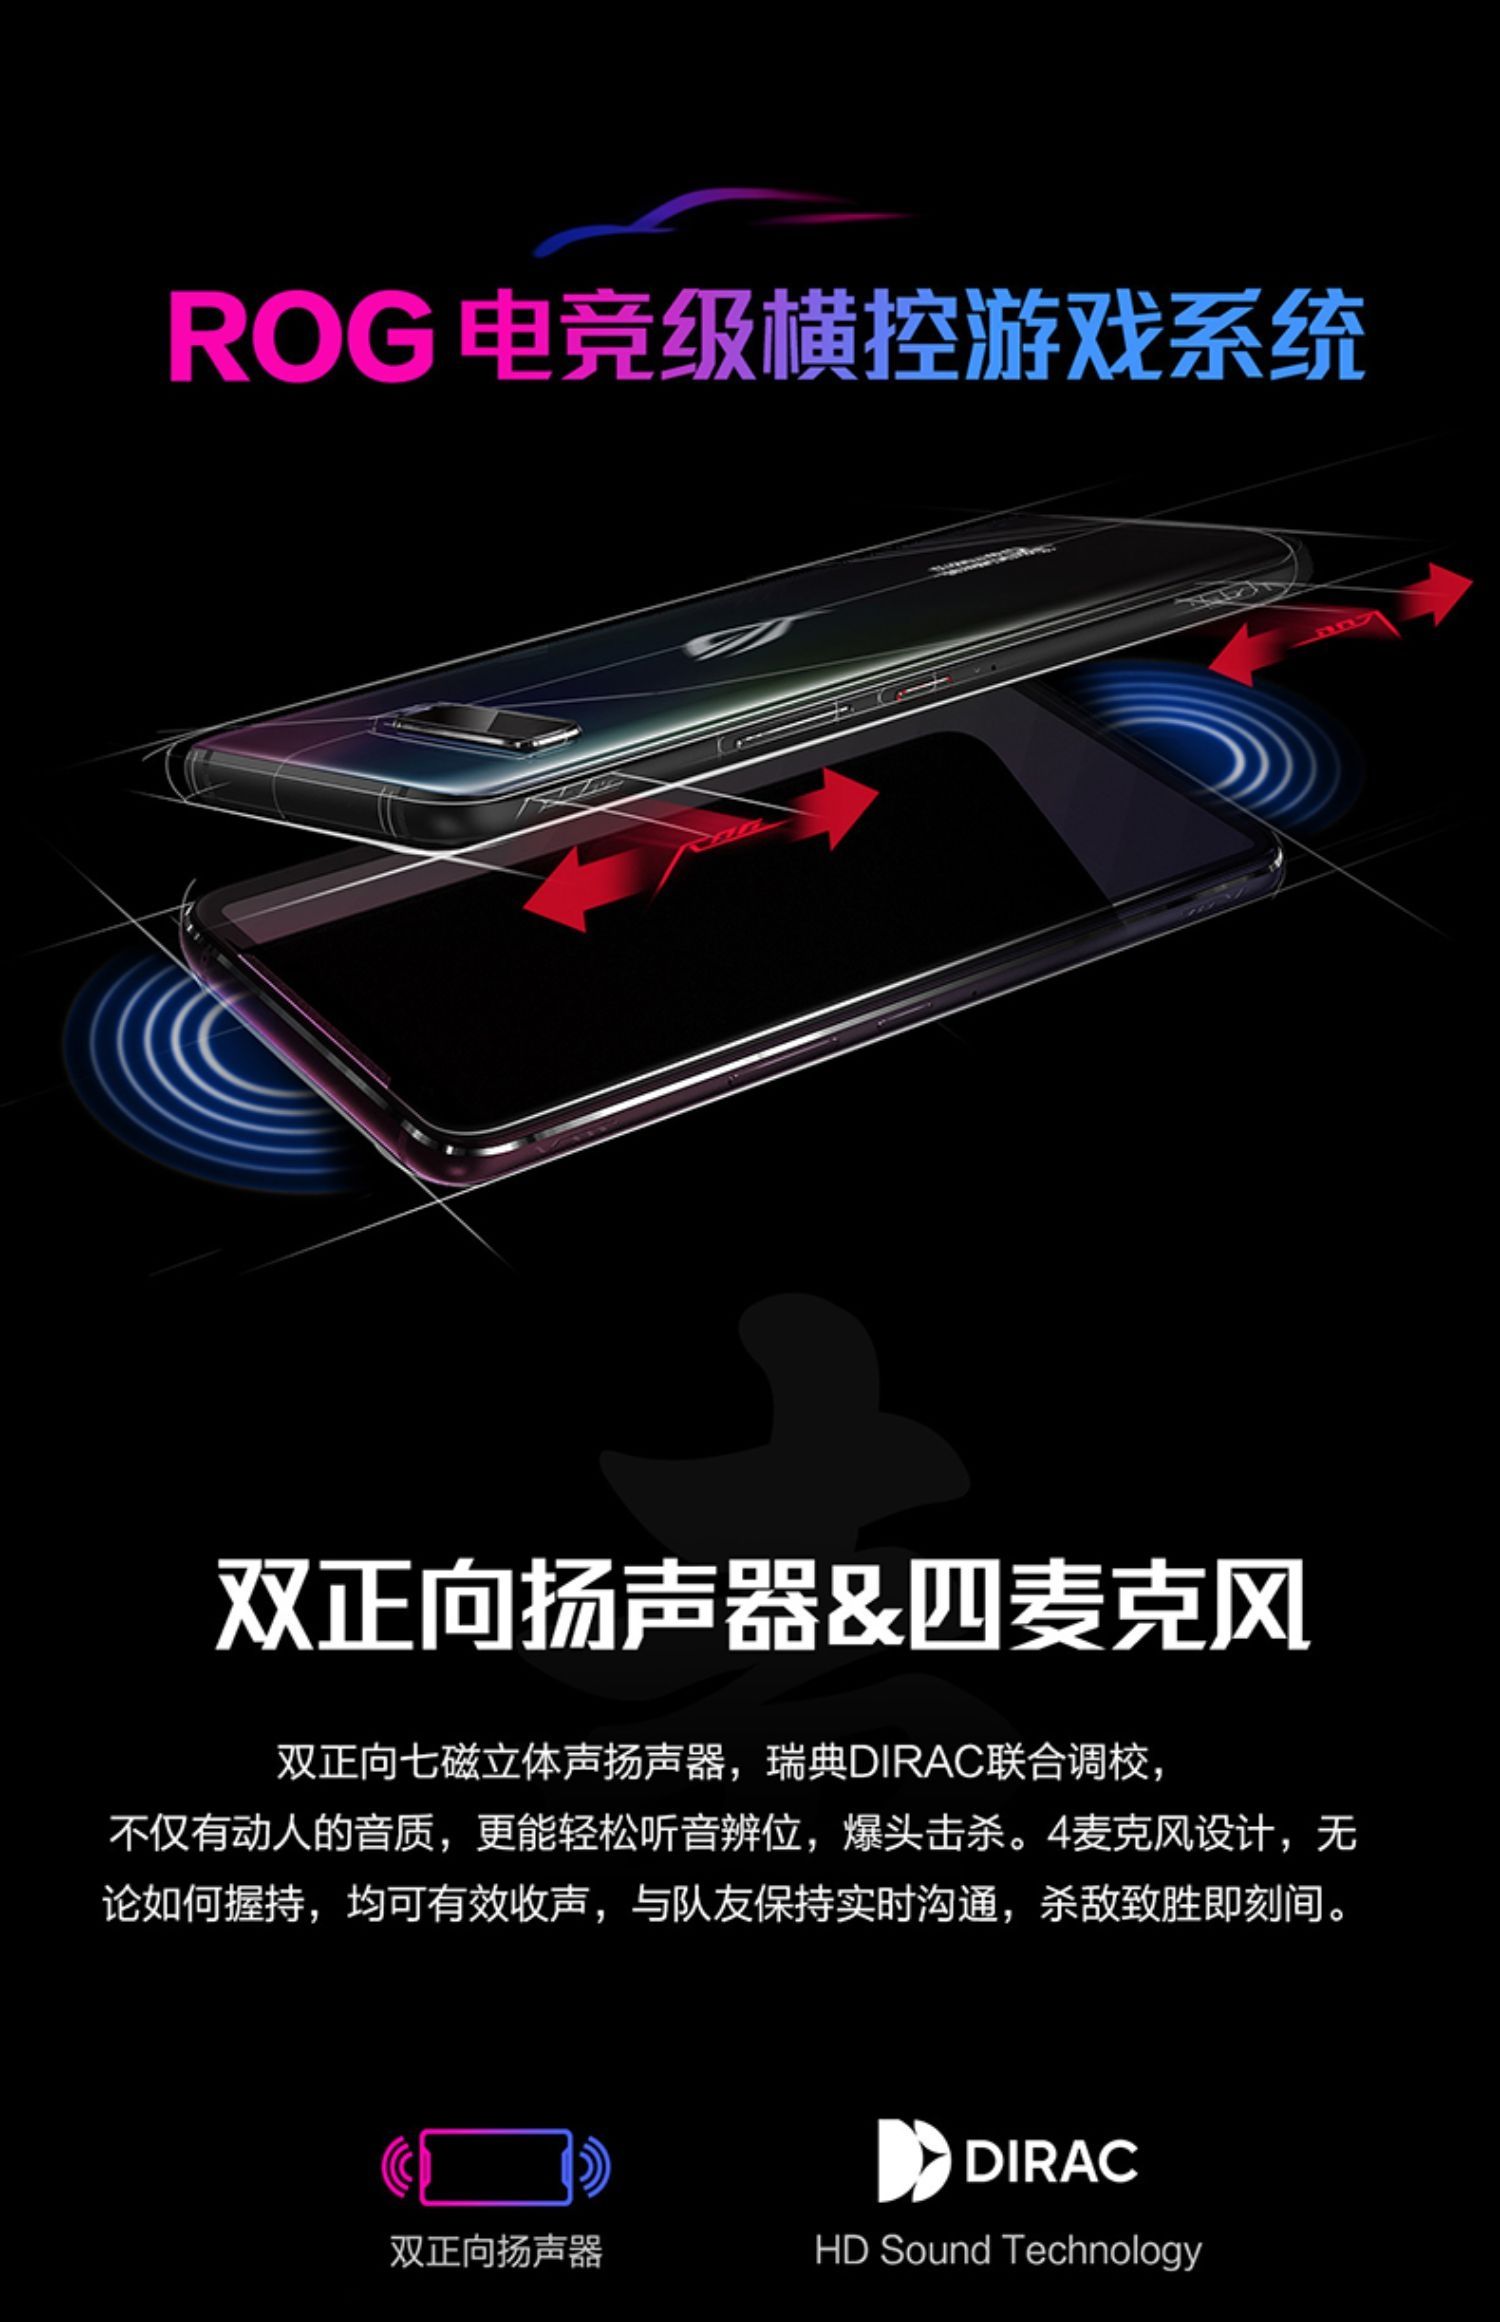 ROG 电竞级横控游戏系统
双正向扬声器&四麦克风
双正向七磁立体声扬声器，瑞典DIRAC联合调校，
不仅有动人的音质，更能轻松听音辨位，爆头击杀。4麦克风设计，无
论如何握持，均可有效收声，与队友保持实时沟通，杀敌致胜即刻间。
DIRAC
双正向扬声器
HD Sound Technology